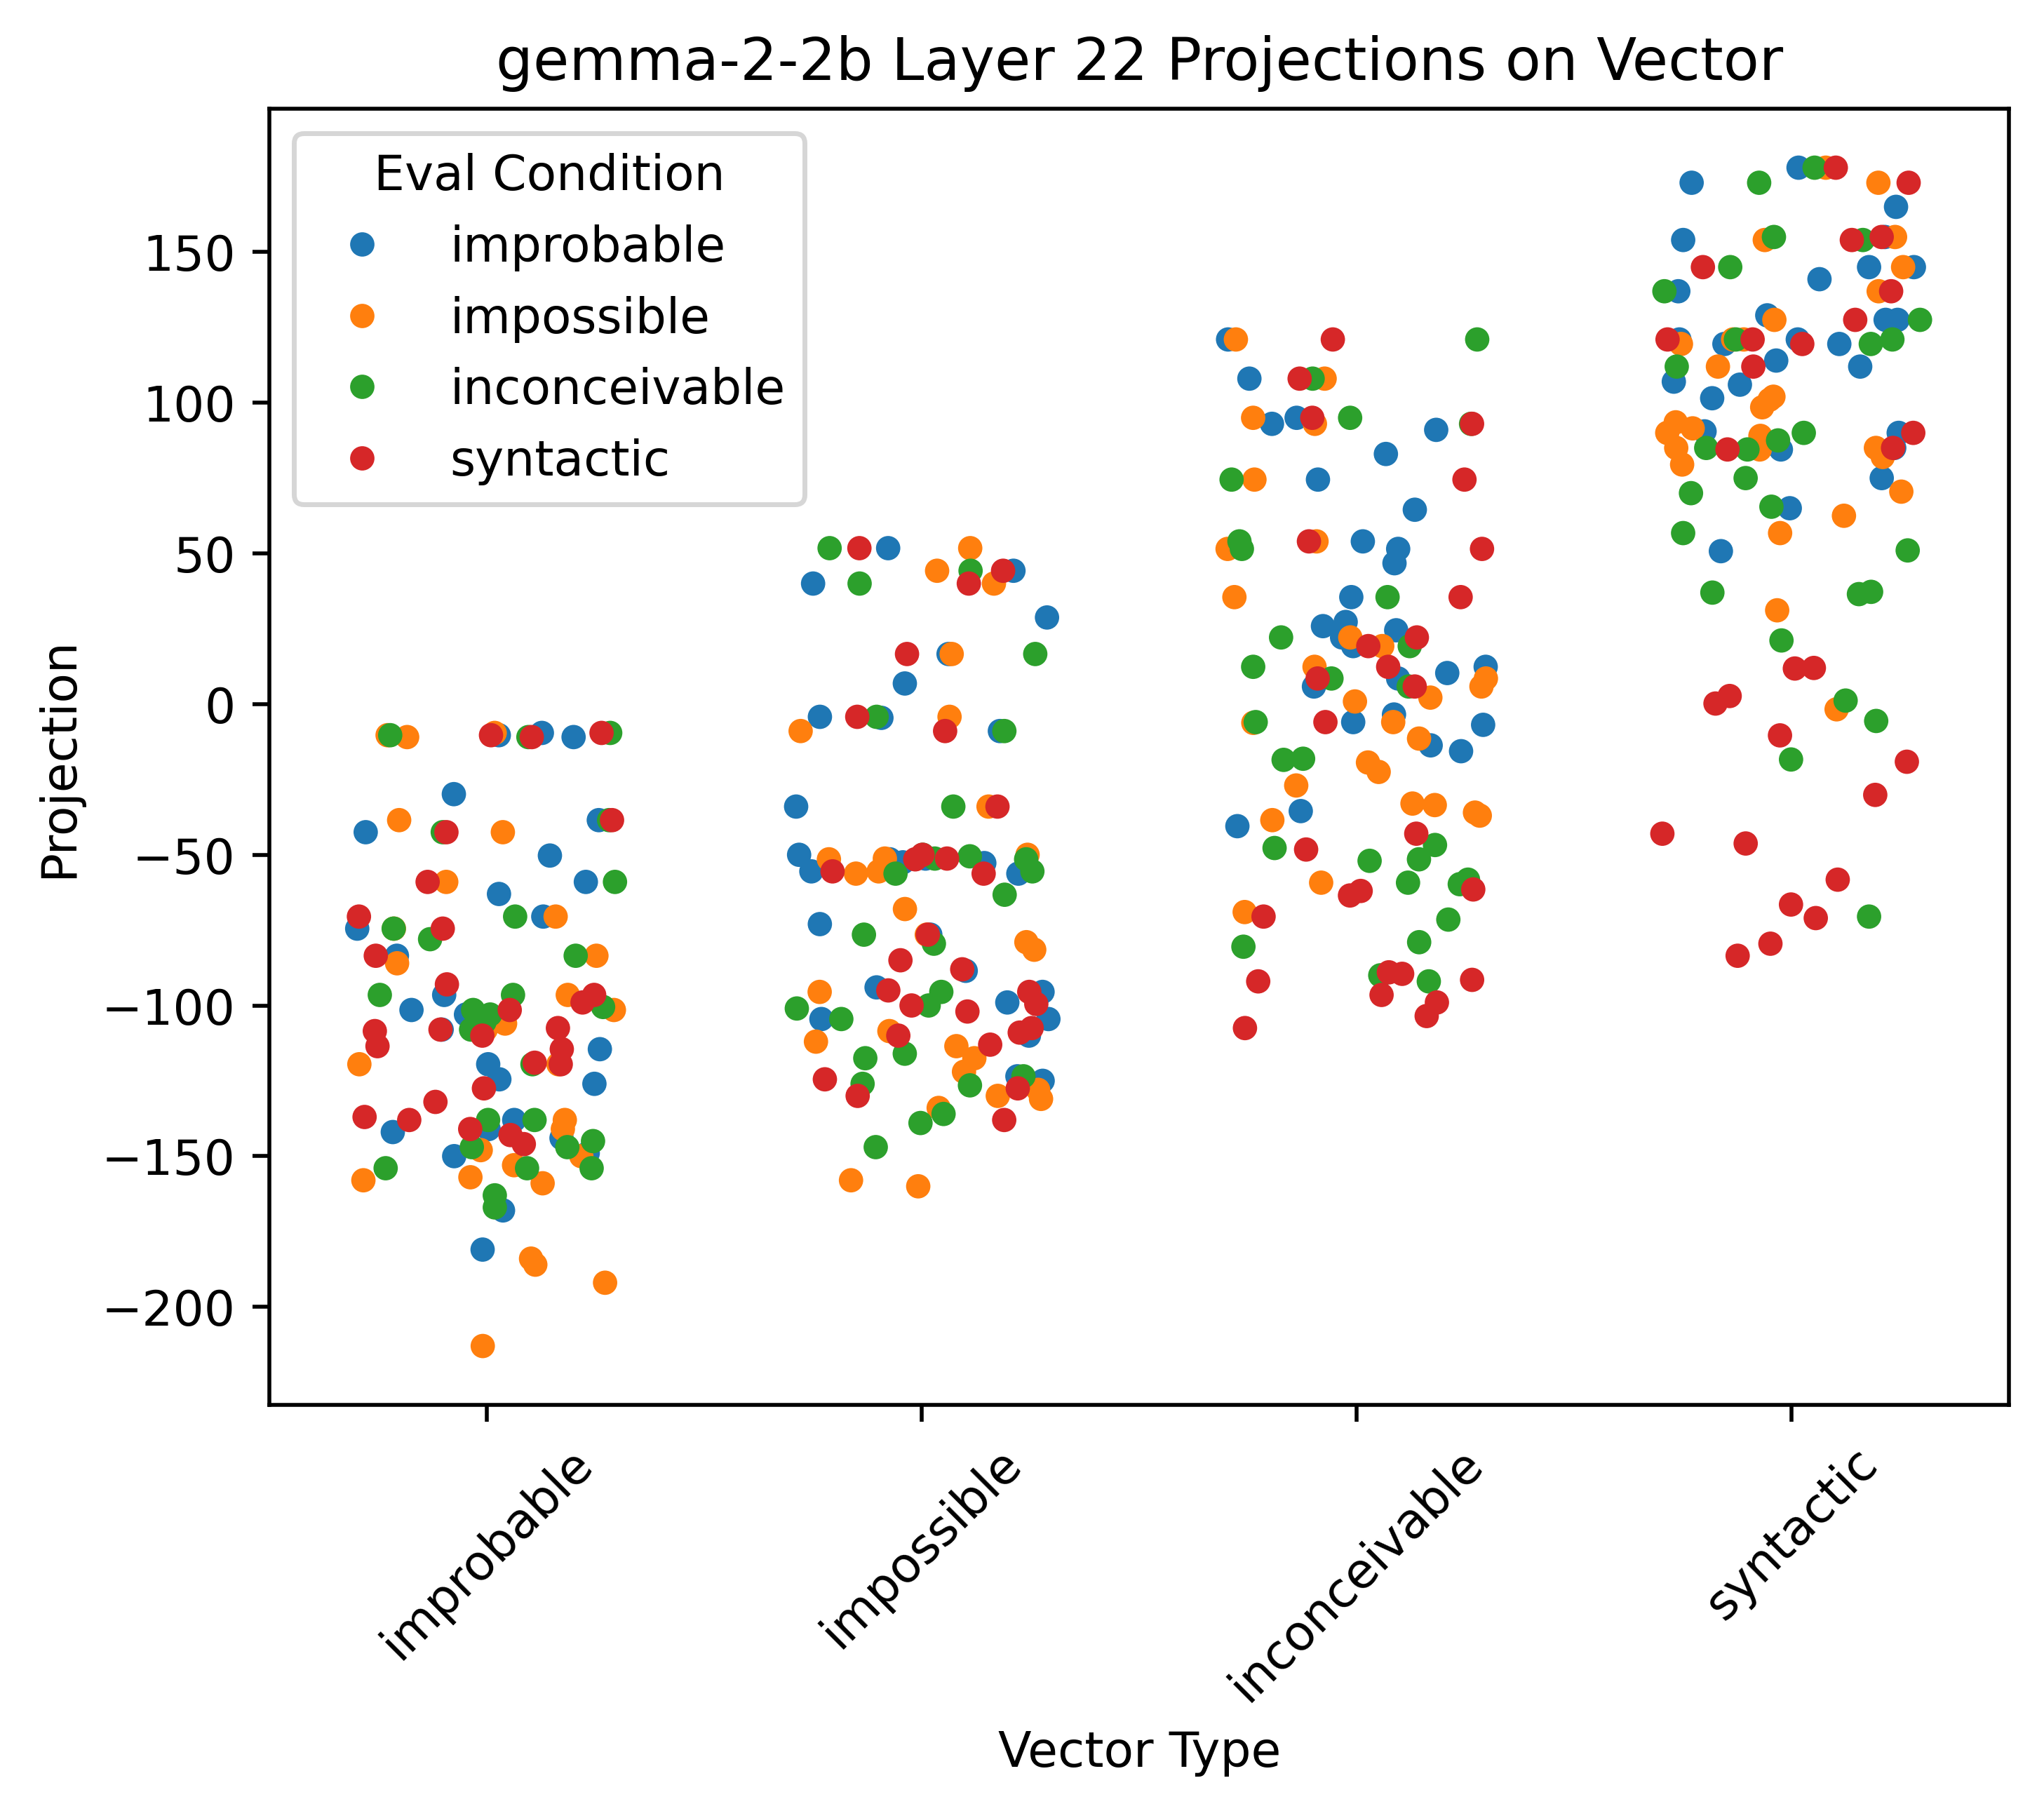 gemma-2-2b Layer 22 Projections on Vector
Eval Condition
improbable
impossible
inconceivable
syntactic
150
100
50
0
−50
−100
−150
−200
Projection
improbable
impossible
inconceivable
syntactic
Vector Type